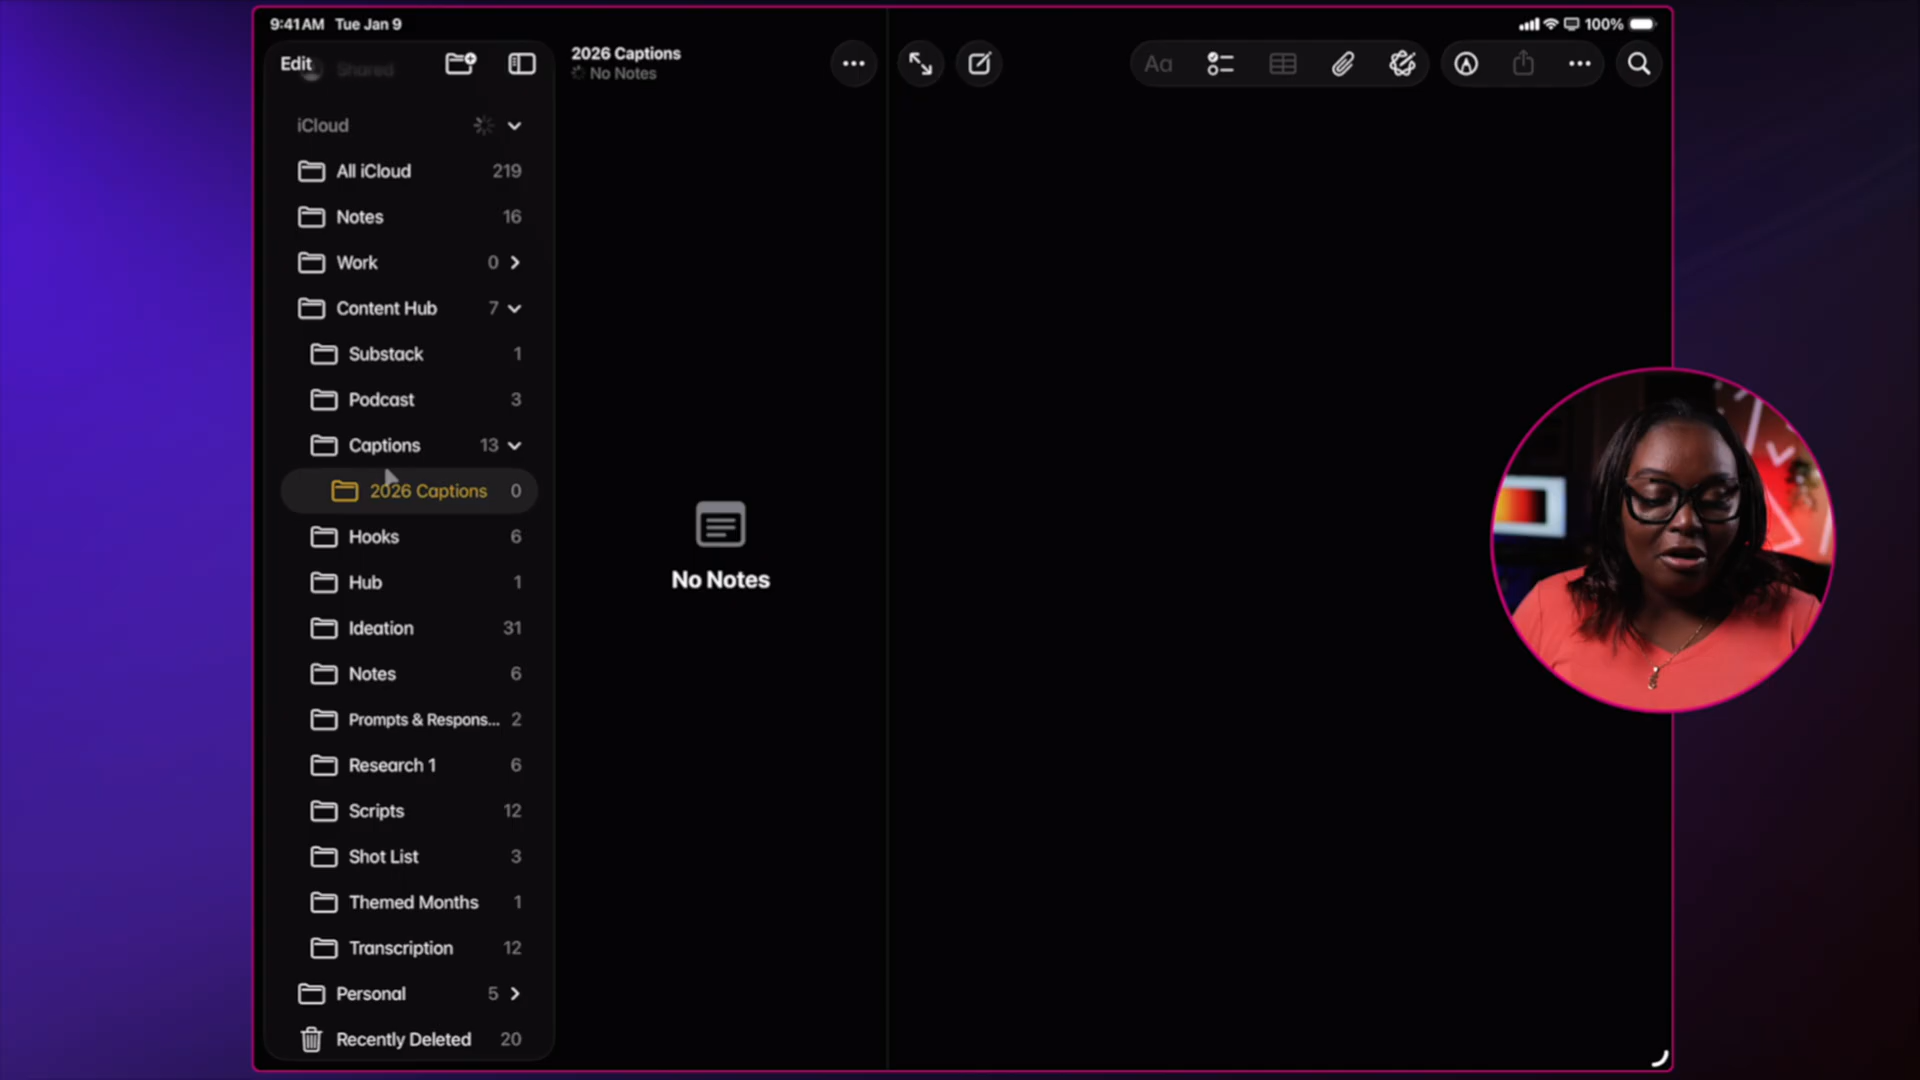 9:41 AM Tue Jan 9
100%
Edit
Shared
2026 Captions
No Notes
Aa
iCloud
All iCloud 219
Notes 16
Work 0
Content Hub 7
Substack 1
Podcast 3
Captions 13
2026 Captions 0
Hooks 6
Hub 1
Ideation 31
Notes 6
Prompts & Respons... 2
Research 1 6
Scripts 12
Shot List 3
Themed Months 1
Transcription 12
Personal 5
Recently Deleted 20
No Notes